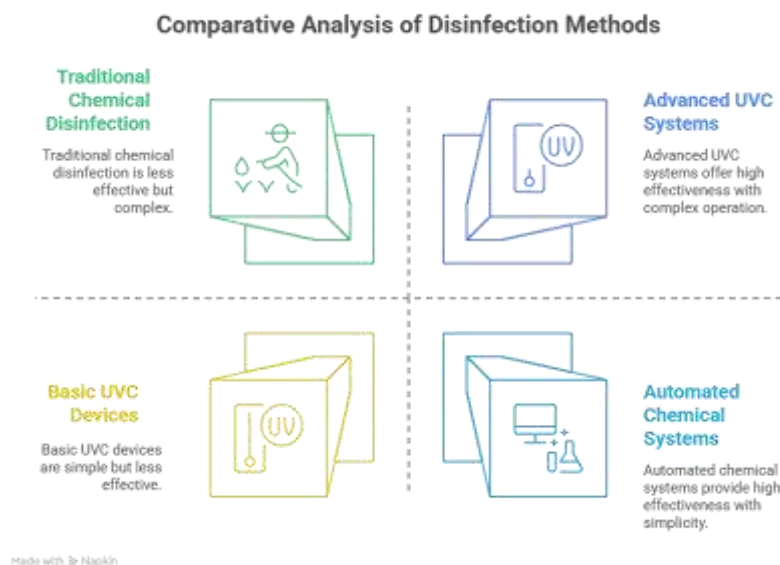 Comparative Analysis of Disinfection Methods
Traditional
Chemical
Disinfection
Traditional chemical
disinfection is less
effective but
complex.
UV
Advanced UVC
Systems
Advanced UVC
systems offer high
effectiveness with
complex operation.
Basic UVC
Devices
Basic UVC devices
are simple but less
effective.
UV
Automated
Chemical
Systems
Automated chemical
systems provide high
effectiveness with
simplicity.
Made with Napkin